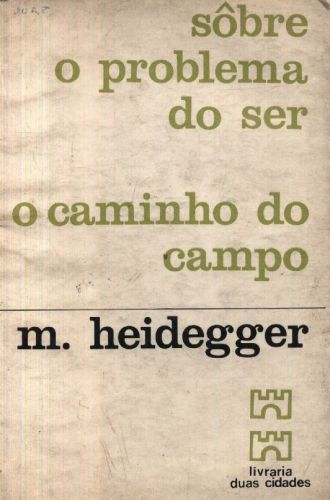 sôbre
o problema
do ser
o caminho do
campo
m. heidegger
livraria
duas cidades